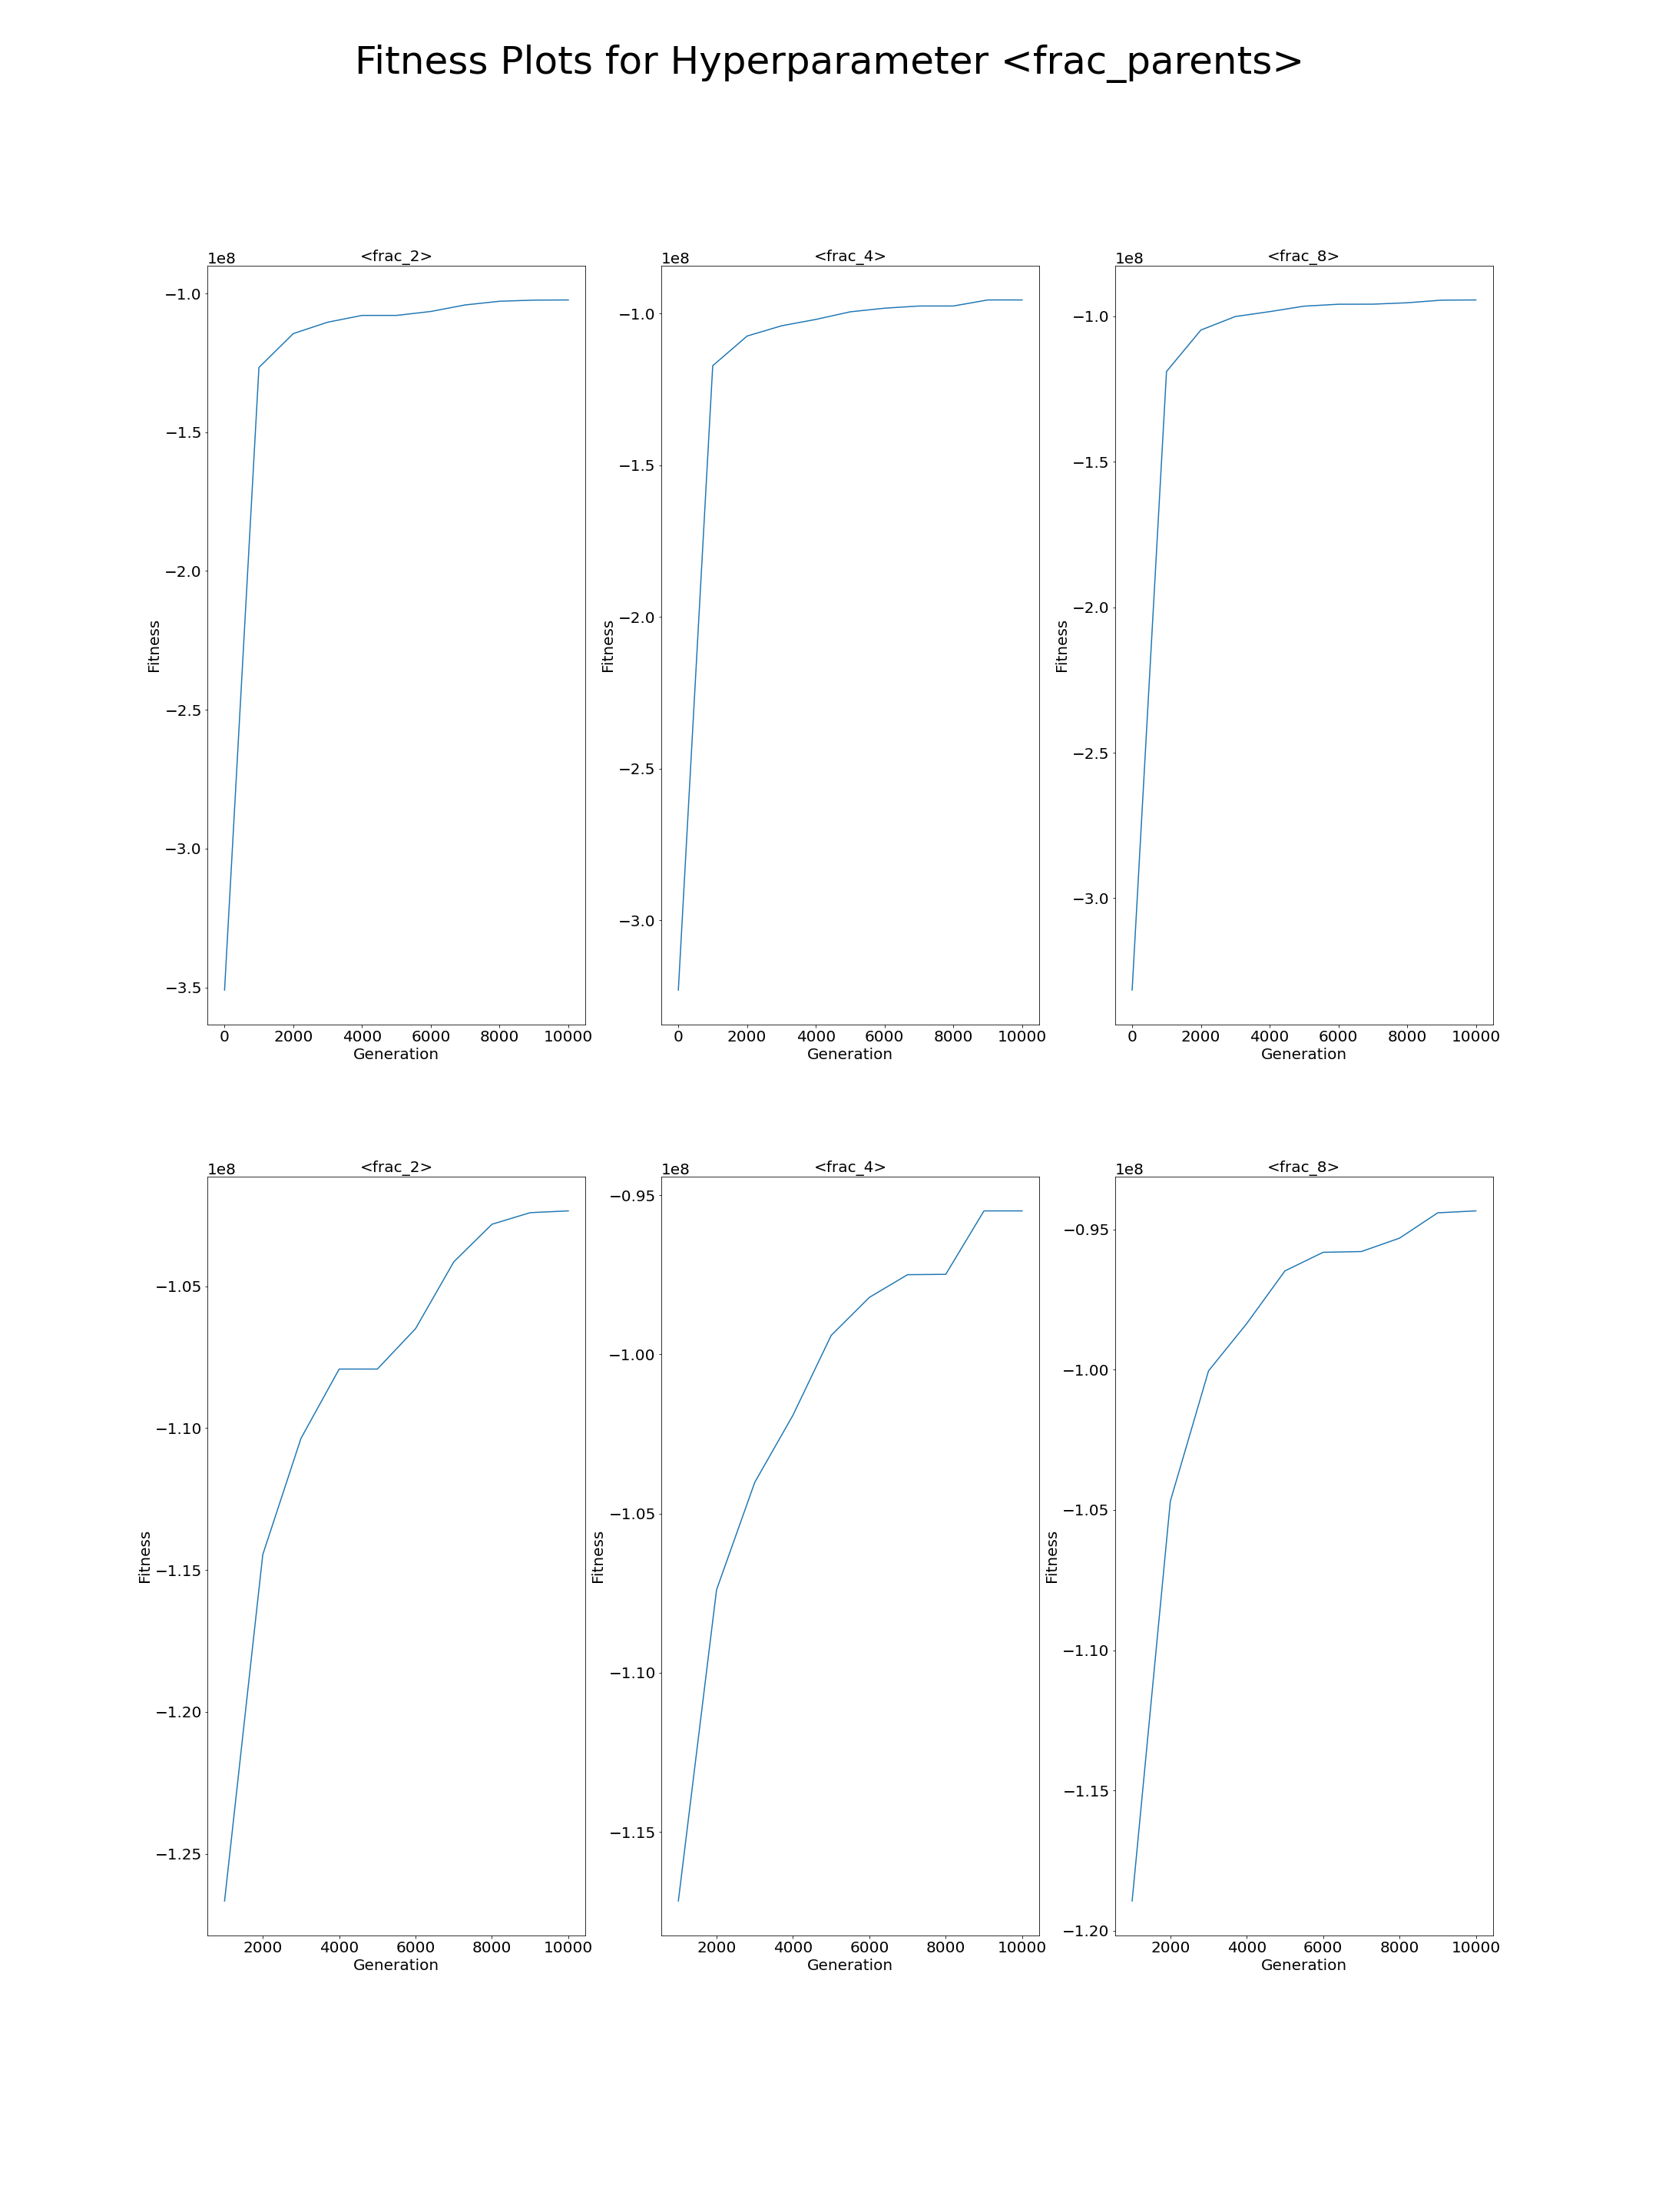 Fitness Plots for Hyperparameter <frac_parents>
1e8 <frac_2>
−1.0
−1.5
−2.0
−2.5
−3.0
−3.5
Fitness
0 2000 4000 6000 8000 10000
Generation
1e8 <frac_4>
−1.0
−1.5
−2.0
−2.5
−3.0
Fitness
0 2000 4000 6000 8000 10000
Generation
1e8 <frac_8>
−1.0
−1.5
−2.0
−2.5
−3.0
Fitness
0 2000 4000 6000 8000 10000
Generation
1e8 <frac_2>
−1.05
−1.10
−1.15
−1.20
−1.25
Fitness
2000 4000 6000 8000 10000
Generation
1e8 <frac_4>
−0.95
−1.00
−1.05
−1.10
−1.15
Fitness
2000 4000 6000 8000 10000
Generation
1e8 <frac_8>
−0.95
−1.00
−1.05
−1.10
−1.15
−1.20
Fitness
2000 4000 6000 8000 10000
Generation